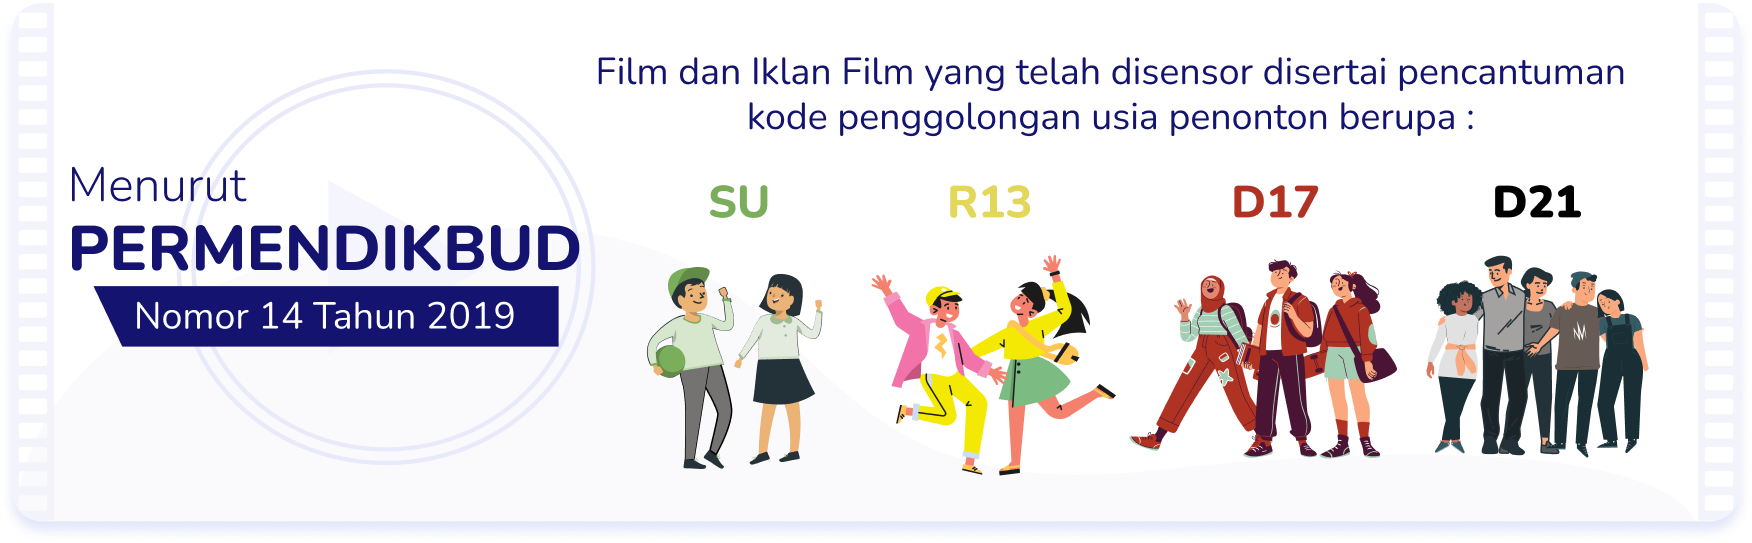 Menurut
PERMENDIKBUD
Nomor 14 Tahun 2019
Film dan Iklan Film yang telah disensor disertai pencantuman
kode penggolongan usia penonton berupa :
SU
R13
D17
D21